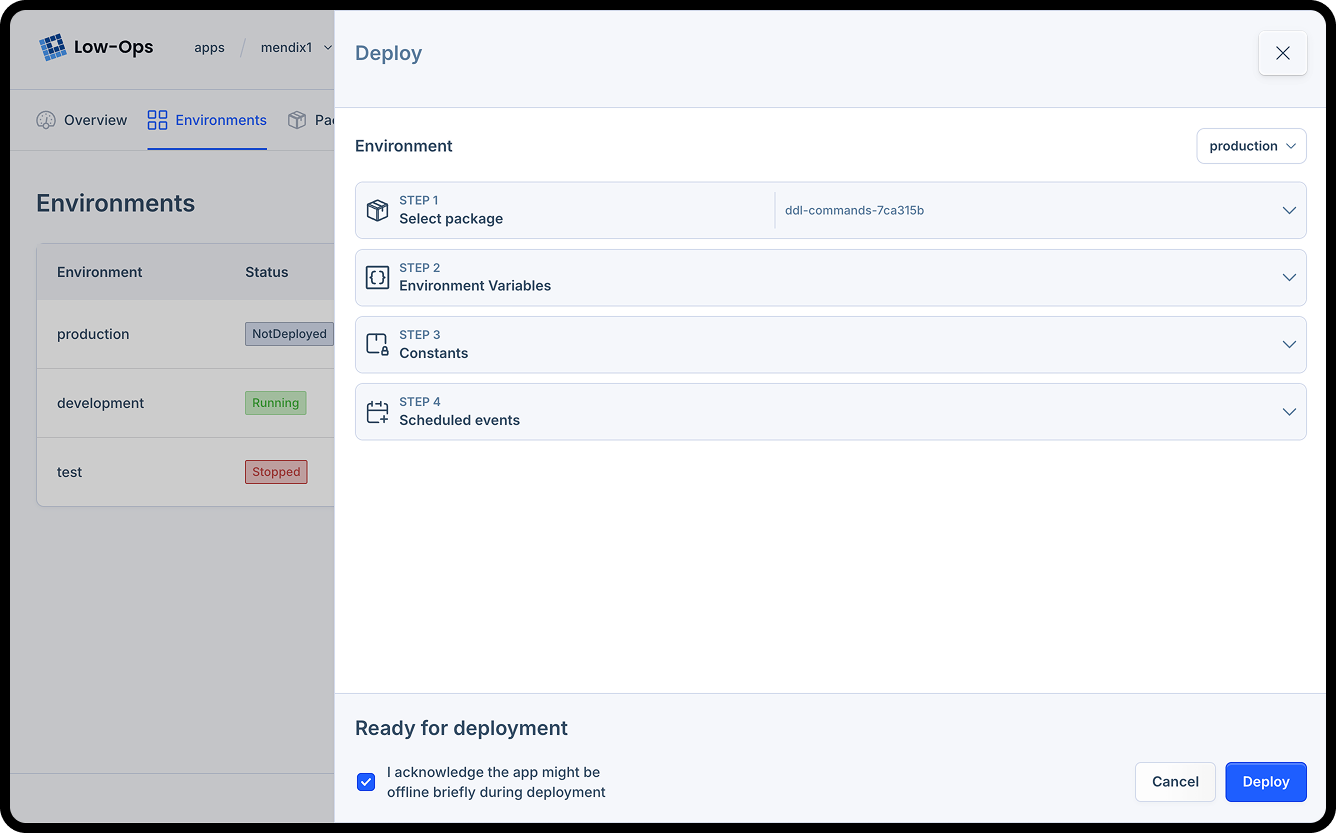 Low-Ops
apps / mendix1
Deploy
Overview
Environments
Pac
Environments
Environment Status
production NotDeployed
development Running
test Stopped
Environment
production
STEP 1
Select package
ddl-commands-7ca315b
STEP 2
Environment Variables
STEP 3
Constants
STEP 4
Scheduled events
Ready for deployment
I acknowledge the app might be
offline briefly during deployment
Cancel
Deploy